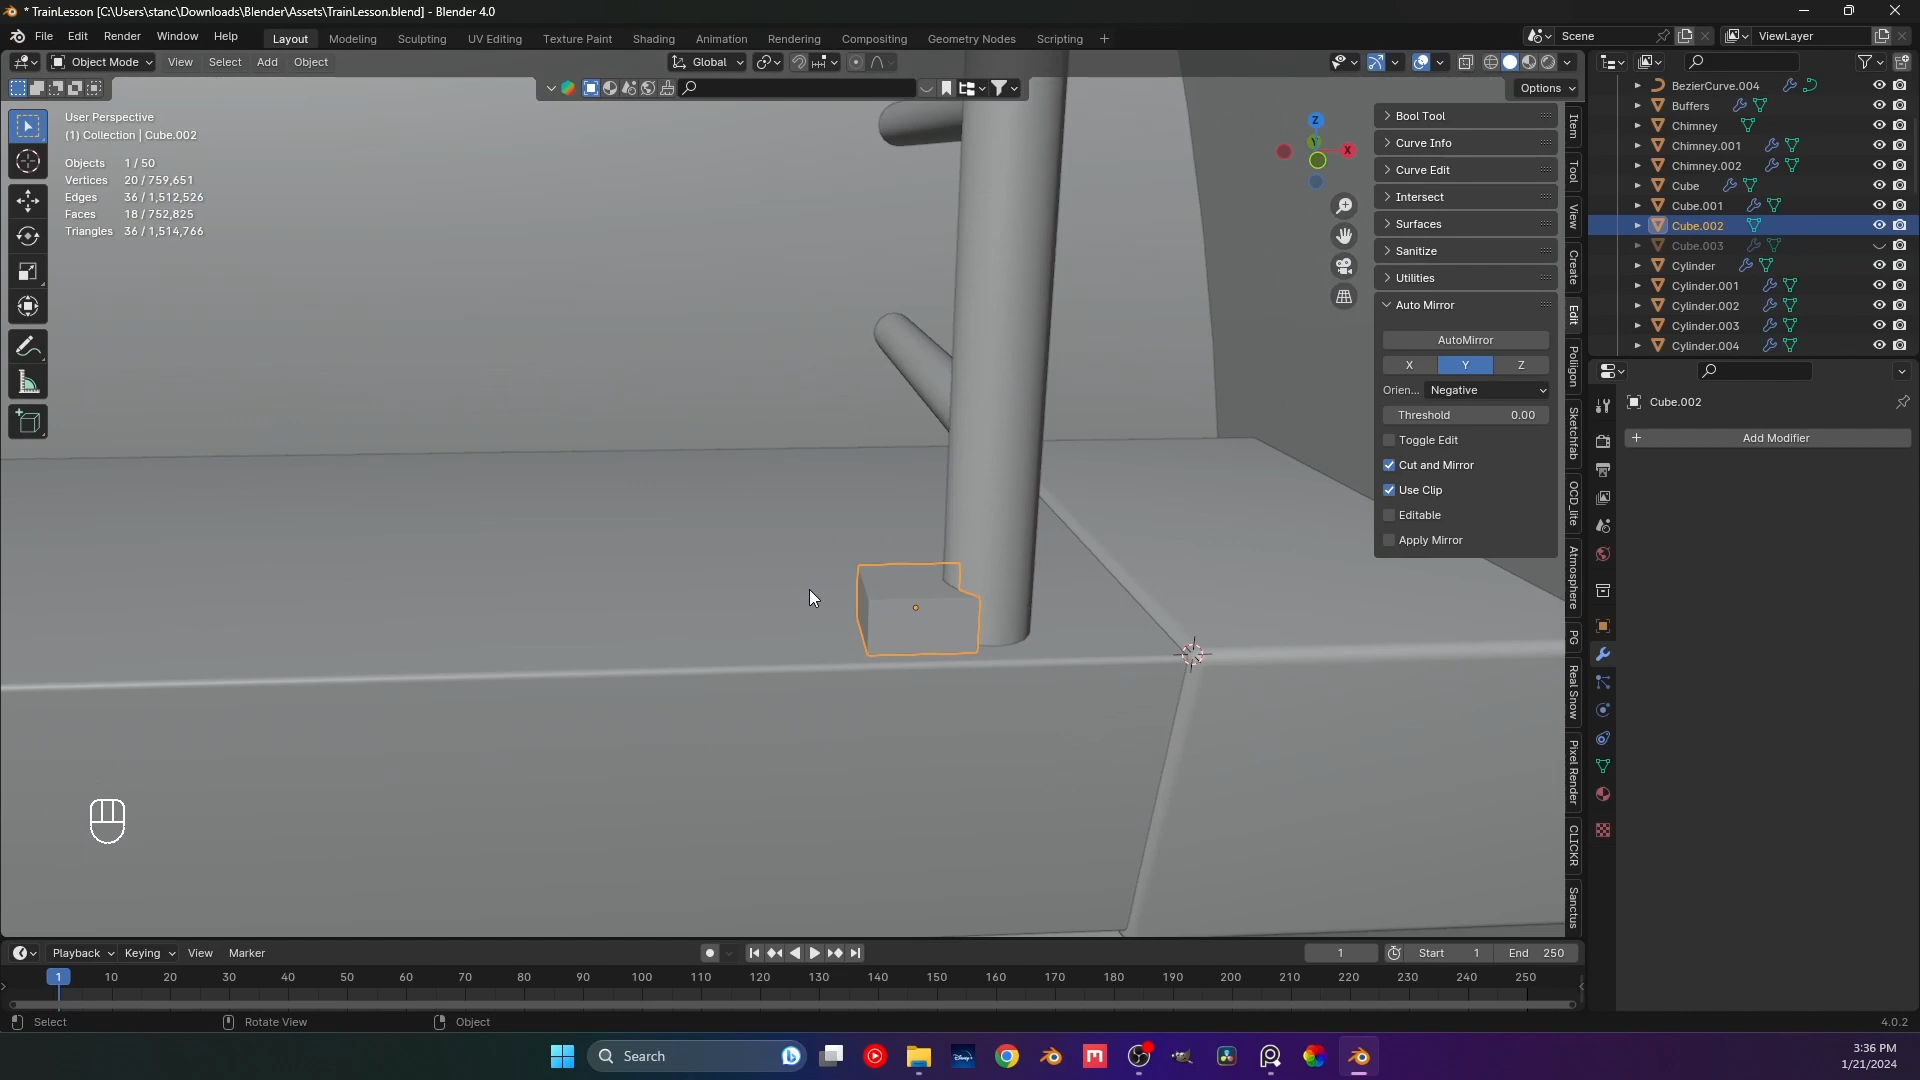 * TrainLesson [C:\Users\stanc\Downloads\Blender\Assets\TrainLesson.blend] - Blender 4.0
File Edit Render Window Help
Layout Modeling Sculpting UV Editing Texture Paint Shading Animation Rendering Compositing Geometry Nodes Scripting +
Scene
ViewLayer
Object Mode View Select Add Object
Global
Options
User Perspective
(1) Collection | Cube.002
Objects 1 / 50
Vertices 20 / 759,651
Edges 36 / 1,512,526
Faces 18 / 752,825
Triangles 36 / 1,514,766
Z
Y
X
Bool Tool
Curve Info
Curve Edit
Intersect
Surfaces
Sanitize
Utilities
Auto Mirror
AutoMirror
X Y Z
Orien... Negative
Threshold 0.00
Toggle Edit
Cut and Mirror
Use Clip
Editable
Apply Mirror
Item
Tool
View
Create
Edit
Poliigon
Sketchfab
OCD_lite
Atmosphere
PG
Real Snow
Pixel Render
CLICKR
Sanctus
BezierCurve.004
Buffers
Chimney
Chimney.001
Chimney.002
Cube
Cube.001
Cube.002
Cube.003
Cylinder
Cylinder.001
Cylinder.002
Cylinder.003
Cylinder.004
Cube.002
+ Add Modifier
Playback Keying View Marker
1
Start 1
End 250
1 10 20 30 40 50 60 70 80 90 100 110 120 130 140 150 160 170 180 190 200 210 220 230 240 250
Select
Rotate View
Object
4.0.2
Search
Disney+
3:36 PM
1/21/2024